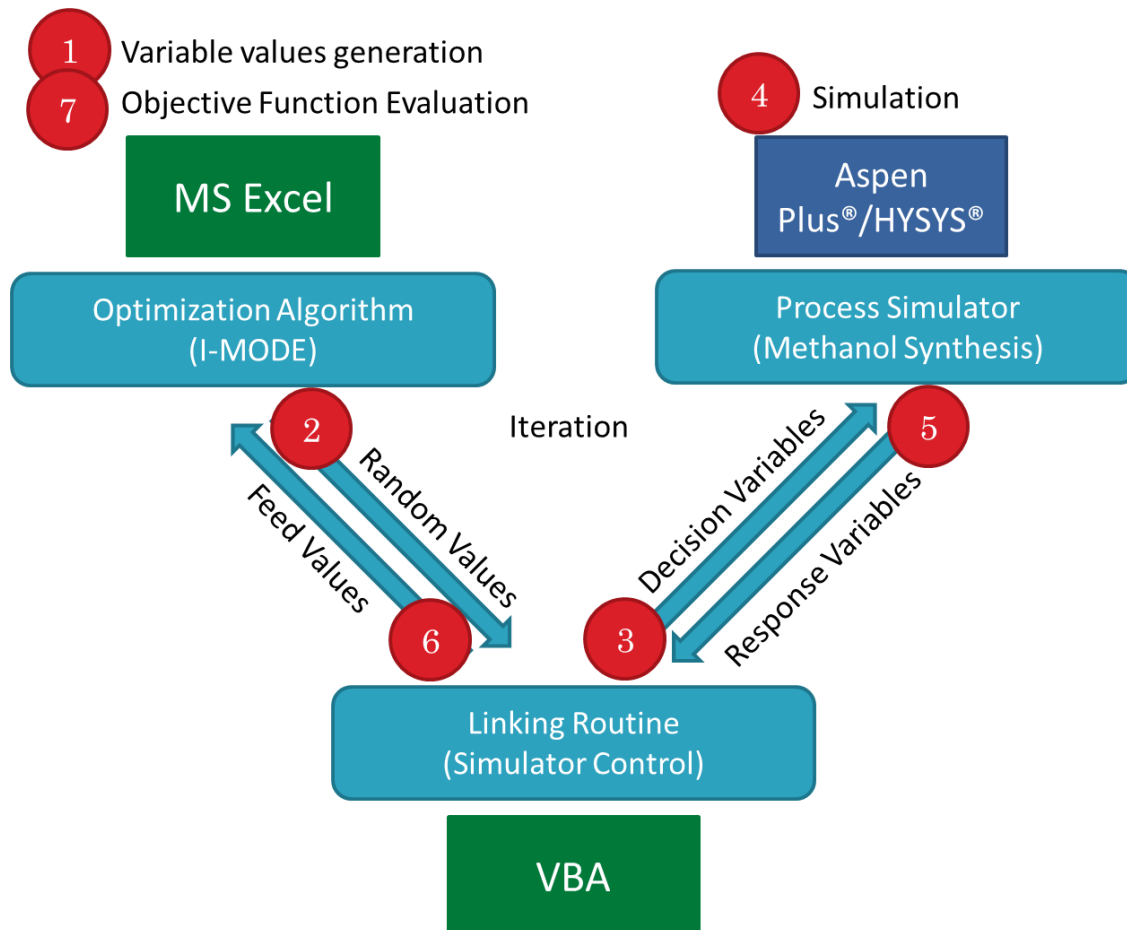 1
Variable values generation
7
Objective Function Evaluation
4
Simulation
MS Excel
Aspen
Plus®/HYSYS®
Optimization Algorithm
(I-MODE)
Process Simulator
(Methanol Synthesis)
2
Iteration
5
Random Values
Feed Values
Decision Variables
Response Variables
6
3
Linking Routine
(Simulator Control)
VBA